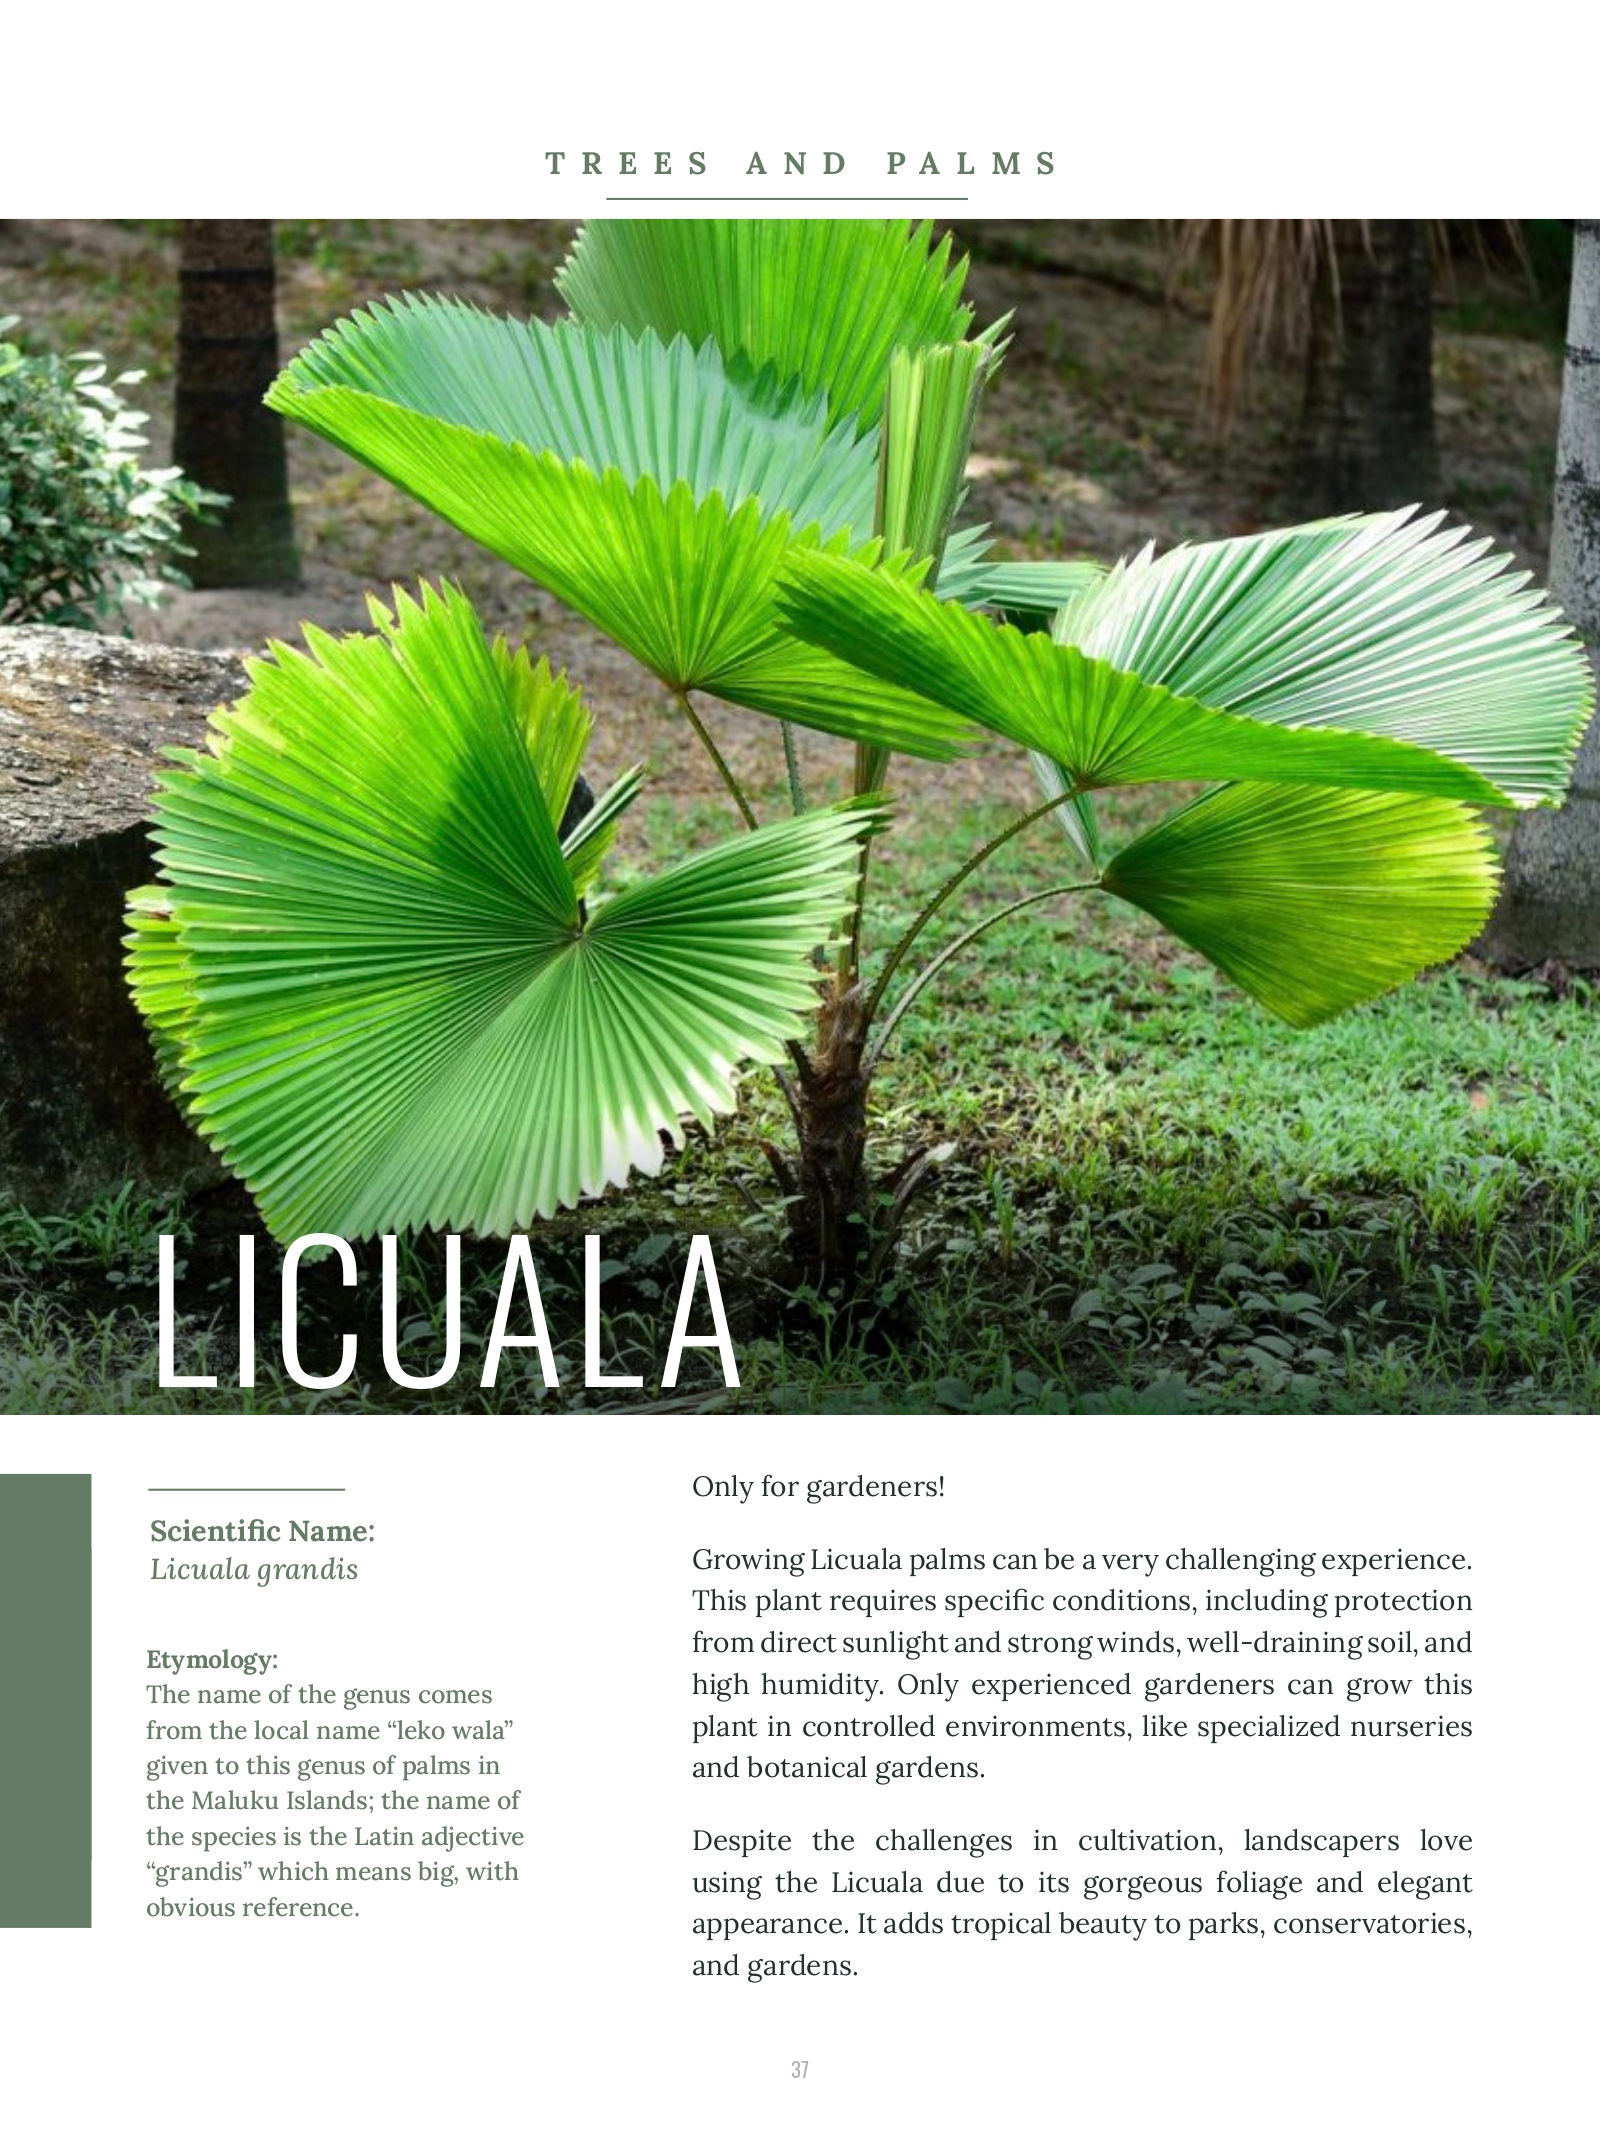 TREES AND PALMS
LICUALA
Scientific Name:
Licuala grandis
Etymology:
The name of the genus comes
from the local name “leko wala”
given to this genus of palms in
the Maluku Islands; the name of
the species is the Latin adjective
“grandis” which means big, with
obvious reference.
Only for gardeners!
Growing Licuala palms can be a very challenging experience.
This plant requires specific conditions, including protection
from direct sunlight and strong winds, well-draining soil, and
high humidity. Only experienced gardeners can grow this
plant in controlled environments, like specialized nurseries
and botanical gardens.
Despite the challenges in cultivation, landscapers love
using the Licuala due to its gorgeous foliage and elegant
appearance. It adds tropical beauty to parks, conservatories,
and gardens.
37